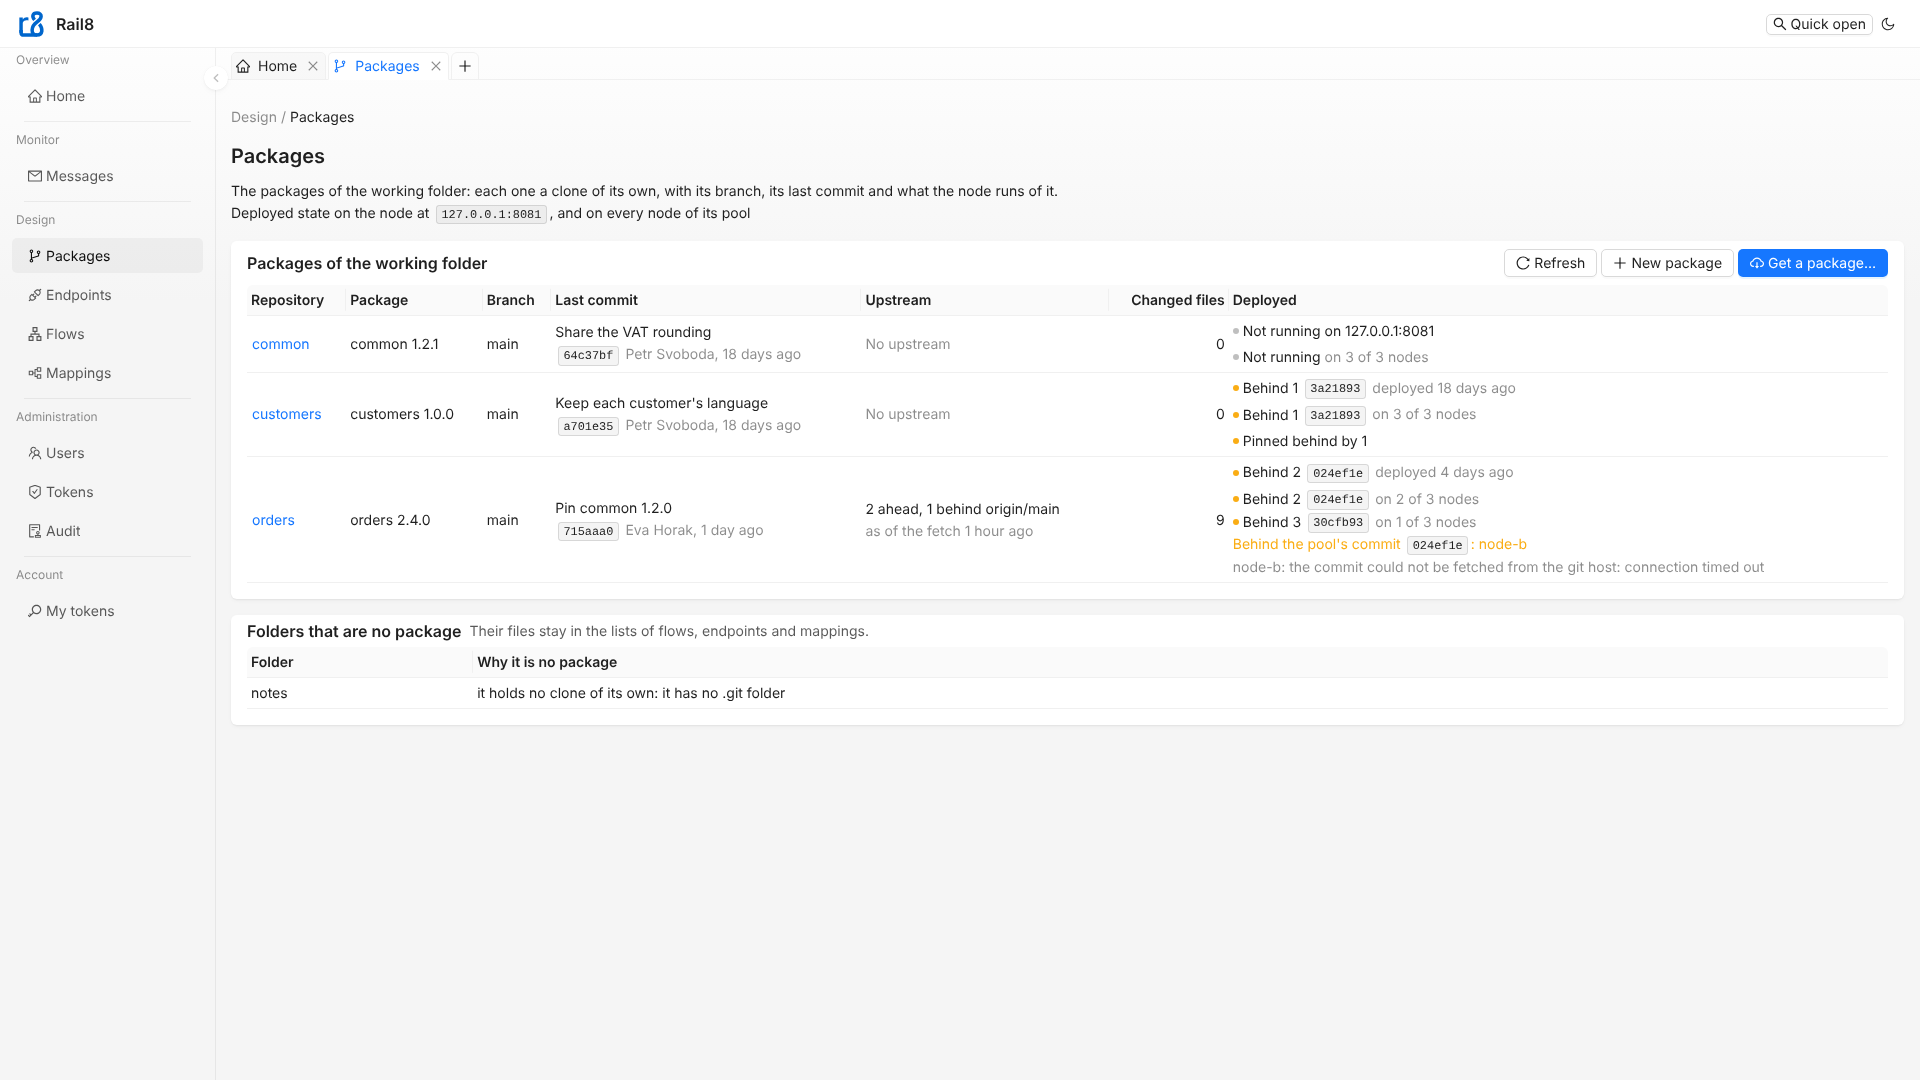 r8 Rail8
Quick open
Overview
Home
Monitor
Messages
Design
Packages
Endpoints
Flows
Mappings
Administration
Users
Tokens
Audit
Account
My tokens
Home
Packages
Design / Packages
Packages
The packages of the working folder: each one a clone of its own, with its branch, its last commit and what the node runs of it.
Deployed state on the node at 127.0.0.1:8081, and on every node of its pool
Packages of the working folder
Refresh
New package
Get a package...
Repository Package Branch Last commit Upstream Changed files Deployed
common common 1.2.1 main Share the VAT rounding
64c37bf Petr Svoboda, 18 days ago
No upstream 0
Not running on 127.0.0.1:8081
Not running on 3 of 3 nodes
customers customers 1.0.0 main Keep each customer's language
a701e35 Petr Svoboda, 18 days ago
No upstream 0
Behind 1 3a21893 deployed 18 days ago
Behind 1 3a21893 on 3 of 3 nodes
Pinned behind by 1
orders orders 2.4.0 main Pin common 1.2.0
715aaa0 Eva Horak, 1 day ago
2 ahead, 1 behind origin/main
as of the fetch 1 hour ago
9
Behind 2 024ef1e deployed 4 days ago
Behind 2 024ef1e on 2 of 3 nodes
Behind 3 30cfb93 on 1 of 3 nodes
Behind the pool's commit 024ef1e : node-b
node-b: the commit could not be fetched from the git host: connection timed out
Folders that are no package Their files stay in the lists of flows, endpoints and mappings.
Folder Why it is no package
notes it holds no clone of its own: it has no .git folder